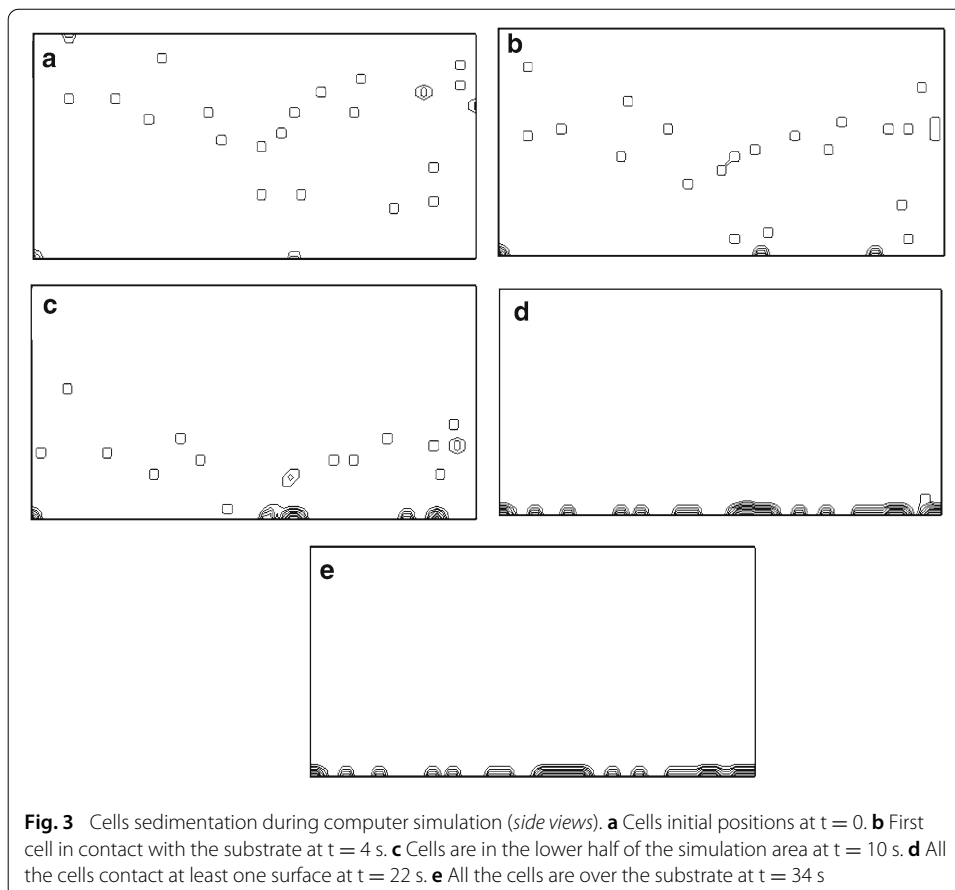 a
b
c
d
e
Fig. 3 Cells sedimentation during computer simulation (side views). a Cells initial positions at t = 0. b First
cell in contact with the substrate at t = 4 s. c Cells are in the lower half of the simulation area at t = 10 s. d All
the cells contact at least one surface at t = 22 s. e All the cells are over the substrate at t = 34 s